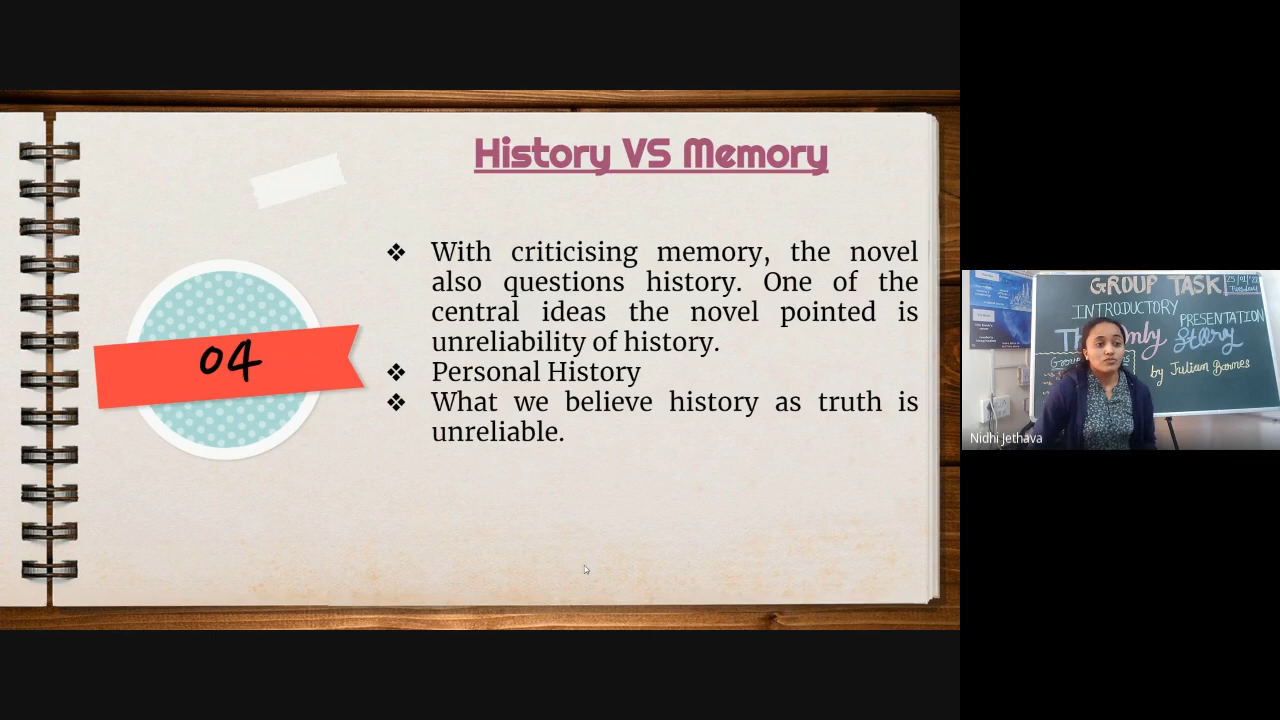 History VS Memory
04
❖ With criticising memory, the novel
also questions history. One of the
central ideas the novel pointed is
unreliability of history.
❖ Personal History
❖ What we believe history as truth is
unreliable.
GROUP TASK
INTRODUCTORY
PRESENTATION
Only Story
by Julian Barnes
Nidhi Jethava